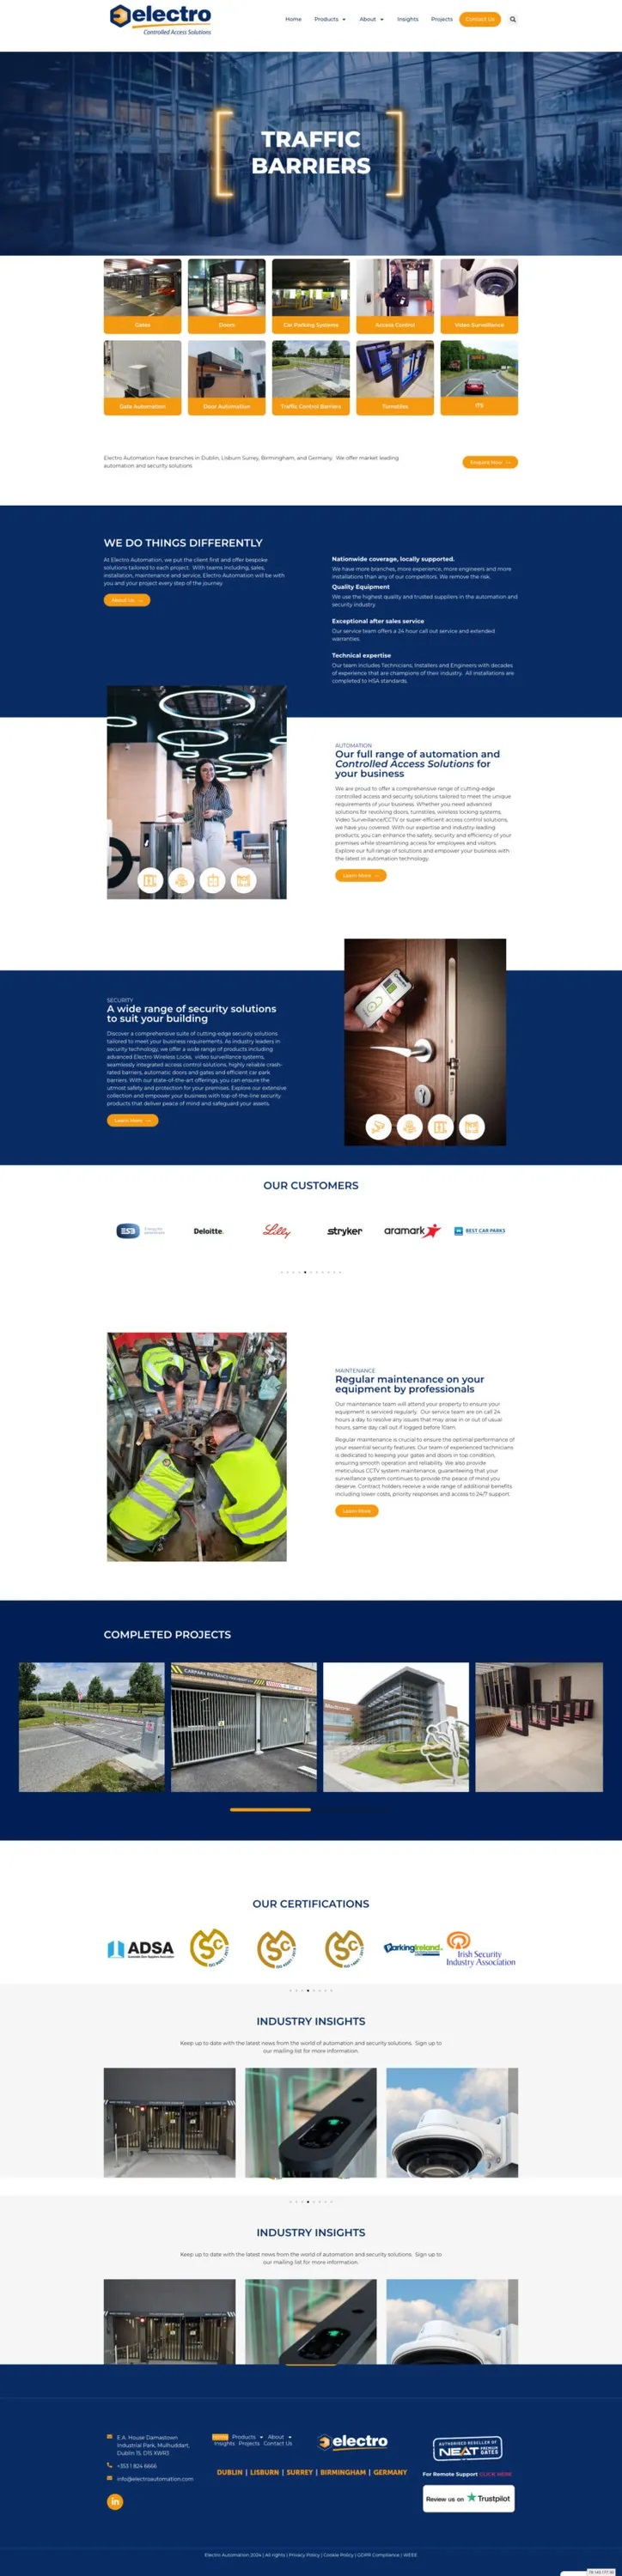 electro
Controlled Access Solutions
Home Products About Insights Projects Contact Us
TRAFFIC
BARRIERS
Gates Doors Car Parking Systems Access Control Video Surveillance
Gate Automation Door Automation Traffic Control Barriers Turnstiles ITS
Electro Automation have branches in Dublin, Lisburn Surrey, Birmingham, and Germany. We offer market leading
automation and security solutions
Enquire Now
WE DO THINGS DIFFERENTLY
At Electro Automation, we put the client first and offer bespoke
solutions tailored to each project. With teams including, sales,
installation, maintenance and service, Electro Automation will be with
you and your project every step of the journey.
About Us
Nationwide coverage, locally supported.
We have more branches, more experience, more engineers and more
installations than any of our competitors. We remove the risk.
Quality Equipment
We use the highest quality and trusted suppliers in the automation and
security industry.
Exceptional after sales service
Our service team offers a 24 hour call out service and extended
warranties.
Technical expertise
Our team includes Technicians, Installers and Engineers with decades
of experience that are champions of their industry. All installations are
completed to HSA standards.
AUTOMATION
Our full range of automation and
Controlled Access Solutions for
your business
We are proud to offer a comprehensive range of cutting-edge
controlled access and security solutions tailored to meet the unique
requirements of your business. Whether you need advanced
solutions for revolving doors, turnstiles, wireless locking systems,
Video Surveillance/CCTV or super efficient access control solutions,
we have you covered. With our expertise and industry-leading
products, you can enhance the safety, security and efficiency of your
premises while streamlining access for employees and visitors.
Explore our full range of solutions and empower your business with
the latest in automation technology.
Learn More
SECURITY
A wide range of security solutions
to suit your building
Discover a comprehensive suite of cutting-edge security solutions
tailored to meet your business requirements. As industry leaders in
security technology, we offer a wide range of products including
advanced Electro Wireless Locks, video surveillance systems,
seamlessly integrated access control solutions, highly reliable crash-
rated barriers, automatic doors and gates and efficient car park
barriers. With our state-of-the-art offerings, you can ensure the
utmost safety and protection for your premises. Explore our extensive
collection and empower your business with top-of-the-line security
products that deliver peace of mind and safeguard your assets.
Learn More
OUR CUSTOMERS
ESB
Deloitte.
Lilly
stryker
aramark
BEST CAR PARKS
MAINTENANCE
Regular maintenance on your
equipment by professionals
Our maintenance team will attend your property to ensure your
equipment is serviced regularly. Our service team are on call 24
hours a day to resolve any issues that may arise in or out of usual
hours, same day call out if logged before 10am.
Regular maintenance is crucial to ensure the optimal performance of
your essential security features. Our team of experienced technicians
is dedicated to keeping your gates and doors in top condition,
ensuring smooth operation and reliability. We also provide
meticulous CCTV system maintenance, guaranteeing that your
surveillance system continues to provide the peace of mind you
deserve. Contract holders receive a wide range of additional benefits
including lower costs, priority responses and access to 24/7 support.
Learn More
COMPLETED PROJECTS
OUR CERTIFICATIONS
ADSA
ParkingIreland
Irish Security
Industry Association
INDUSTRY INSIGHTS
Keep up to date with the latest news from the world of automation and security solutions. Sign up to
our mailing list for more information.
INDUSTRY INSIGHTS
Keep up to date with the latest news from the world of automation and security solutions. Sign up to
our mailing list for more information.
E.A. House Damastown
Industrial Park, Mulhuddart,
Dublin 15, D15 XWR3
+353 1 824 6666
info@electroautomation.com
in
Home Products About
Insights Projects Contact Us
electro
DUBLIN | LISBURN | SURREY | BIRMINGHAM | GERMANY
AUTHORISED RESELLER OF
NEAT PREMIUM GATES
For Remote Support CLICK HERE
Review us on Trustpilot
Electro Automation 2024 | All rights | Privacy Policy | Cookie Policy | GDPR Compliance | WEEE